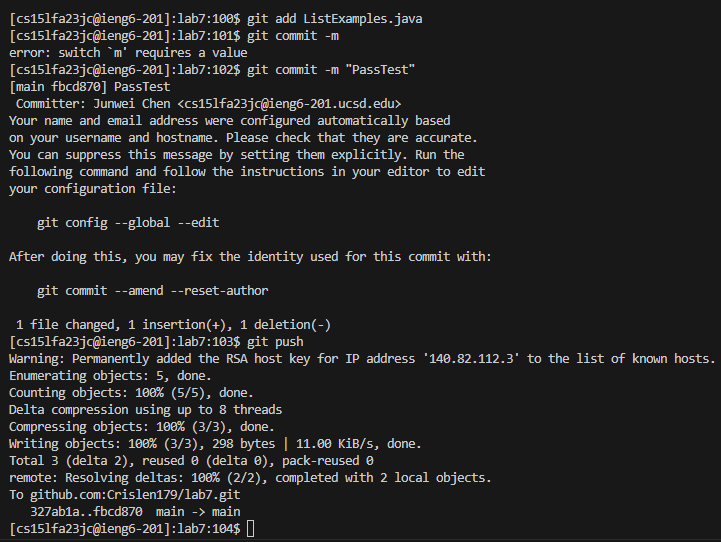 [cs15lfa23jc@ieng6-201]:lab7:100$ git add ListExamples.java
[cs15lfa23jc@ieng6-201]:lab7:101$ git commit -m
error: switch `m' requires a value
[cs15lfa23jc@ieng6-201]:lab7:102$ git commit -m "PassTest"
[main fbcd870] PassTest
 Committer: Junwei Chen <cs15lfa23jc@ieng6-201.ucsd.edu>
Your name and email address were configured automatically based
on your username and hostname. Please check that they are accurate.
You can suppress this message by setting them explicitly. Run the
following command and follow the instructions in your editor to edit
your configuration file:

    git config --global --edit

After doing this, you may fix the identity used for this commit with:

    git commit --amend --reset-author

 1 file changed, 1 insertion(+), 1 deletion(-)
[cs15lfa23jc@ieng6-201]:lab7:103$ git push
Warning: Permanently added the RSA host key for IP address '140.82.112.3' to the list of known hosts.
Enumerating objects: 5, done.
Counting objects: 100% (5/5), done.
Delta compression using up to 8 threads
Compressing objects: 100% (3/3), done.
Writing objects: 100% (3/3), 298 bytes | 11.00 KiB/s, done.
Total 3 (delta 2), reused 0 (delta 0), pack-reused 0
remote: Resolving deltas: 100% (2/2), completed with 2 local objects.
To github.com:Crislen179/lab7.git
   327ab1a..fbcd870  main -> main
[cs15lfa23jc@ieng6-201]:lab7:104$